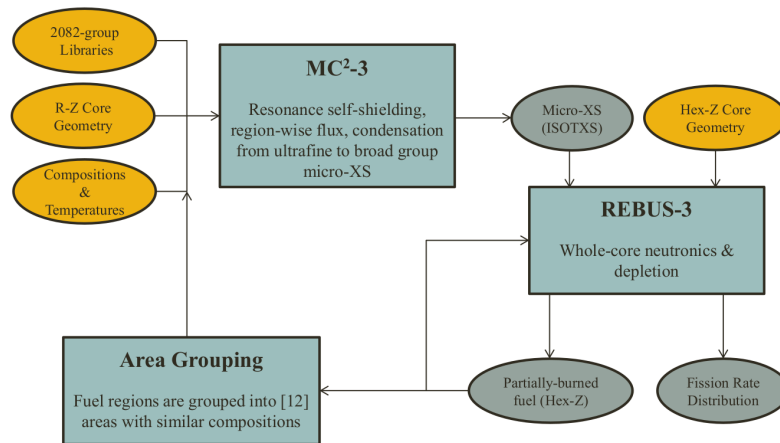 2082-group
Libraries
R-Z Core
Geometry
Compositions
&
Temperatures
MC²-3
Resonance self-shielding,
region-wise flux, condensation
from ultrafine to broad group
micro-XS
Micro-XS
(ISOTXS)
Hex-Z Core
Geometry
REBUS-3
Whole-core neutronics &
depletion
Area Grouping
Fuel regions are grouped into [12]
areas with similar compositions
Partially-burned
fuel (Hex-Z)
Fission Rate
Distribution